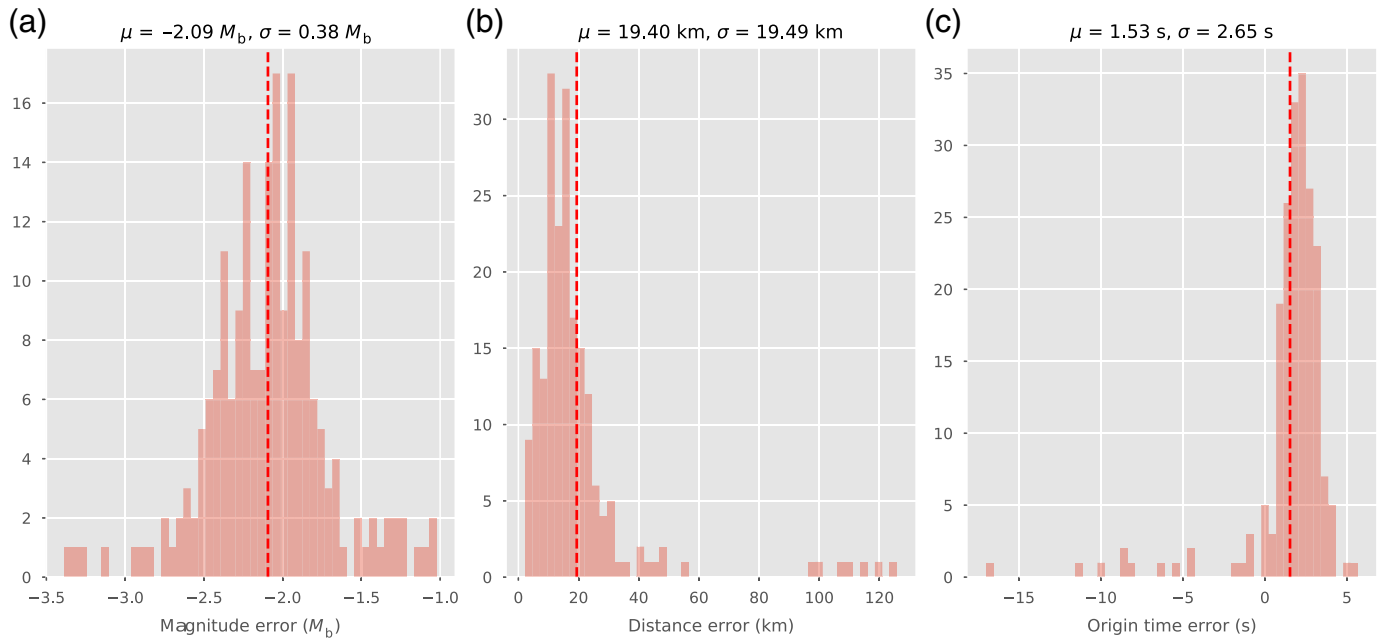 (a)
μ = −2.09 Mb, σ = 0.38 Mb
16
14
12
10
8
6
4
2
0
−3.5 −3.0 −2.5 −2.0 −1.5 −1.0
Magnitude error (Mb)
(b)
μ = 19.40 km, σ = 19.49 km
30
25
20
15
10
5
0
0 20 40 60 80 100 120
Distance error (km)
(c)
μ = 1.53 s, σ = 2.65 s
35
30
25
20
15
10
5
0
−15 −10 −5 0 5
Origin time error (s)